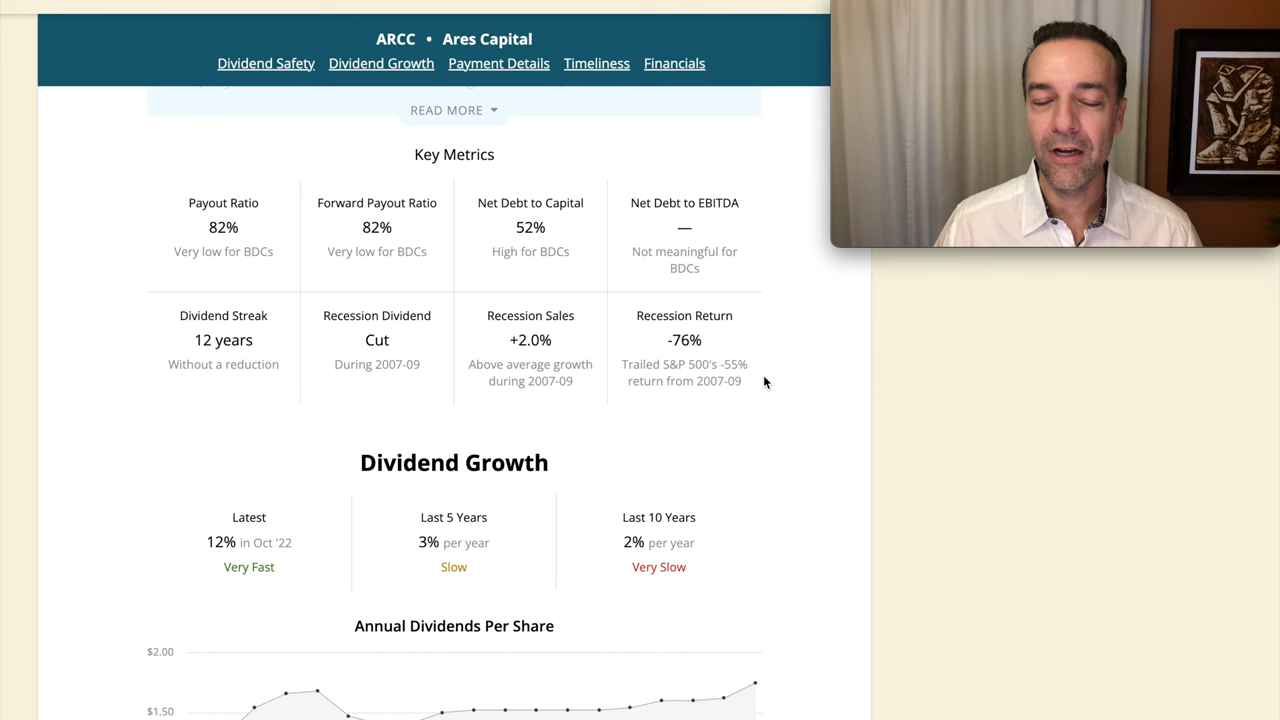 ARCC • Ares Capital
Dividend Safety Dividend Growth Payment Details Timeliness Financials
READ MORE
Key Metrics
Payout Ratio
82%
Very low for BDCs
Forward Payout Ratio
82%
Very low for BDCs
Net Debt to Capital
52%
High for BDCs
Net Debt to EBITDA
—
Not meaningful for
BDCs
Dividend Streak
12 years
Without a reduction
Recession Dividend
Cut
During 2007-09
Recession Sales
+2.0%
Above average growth
during 2007-09
Recession Return
-76%
Trailed S&P 500's -55%
return from 2007-09
Dividend Growth
Latest
12% in Oct '22
Very Fast
Last 5 Years
3% per year
Slow
Last 10 Years
2% per year
Very Slow
Annual Dividends Per Share
$2.00
$1.50